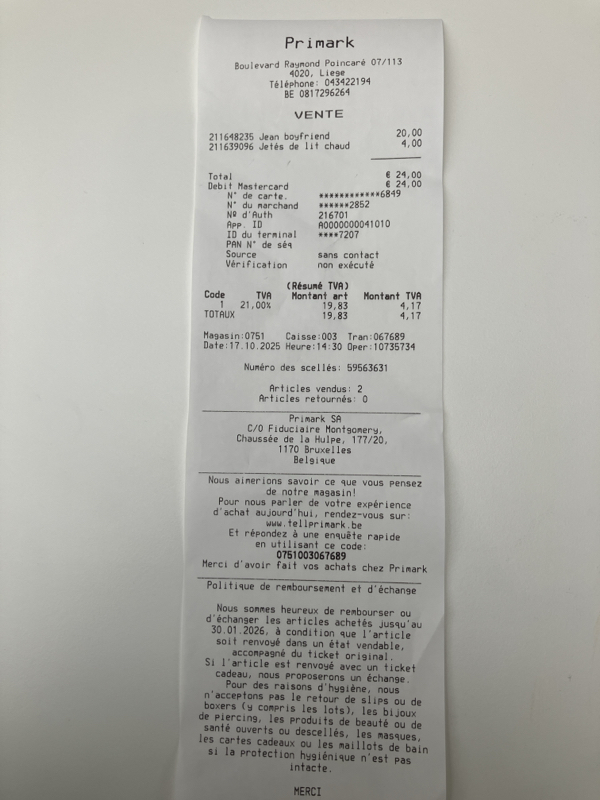 Primark
Boulevard Raymond Poincaré 07/113
4020, Liege
Téléphone: 043422194
BE 0817296264
VENTE
211648235 Jean boyfriend 20,00
211639096 Jetés de lit chaud 4,00
Total € 24,00
Debit Mastercard € 24,00
N° de carte. ************6849
N° du marchand ******2852
Nº d'Auth 216701
App. ID A0000000041010
ID du terminal ****7207
PAN N° de séq
Source sans contact
Vérification non exécuté
(Résumé TVA)
Code TVA Montant art Montant TVA
1 21,00% 19,83 4,17
TOTAUX 19,83 4,17
Magasin:0751 Caisse:003 Tran:067689
Date:17.10.2025 Heure:14:30 Oper:10735734
Numéro des scellés: 59563631
Articles vendus: 2
Articles retournés: 0
Primark SA
C/O Fiduciaire Montgomery,
Chaussée de la Hulpe, 177/20,
1170 Bruxelles
Belgique
Nous aimerions savoir ce que vous pensez
de notre magasin!
Pour nous parler de votre expérience
d'achat aujourd'hui, rendez-vous sur:
www.tellprimark.be
Et répondez à une enquête rapide
en utilisant ce code:
0751003067689
Merci d'avoir fait vos achats chez Primark
Politique de remboursement et d'échange
Nous sommes heureux de rembourser ou
d'échanger les articles achetés jusqu'au
30.01.2026, à condition que l'article
soit renvoyé dans un état vendable,
accompagné du ticket original.
Si l'article est renvoyé avec un ticket
cadeau, nous proposerons un échange.
Pour des raisons d'hygiène, nous
n'acceptons pas le retour de slips ou de
boxers (y compris les lots), les bijoux
de piercing, les produits de beauté ou de
santé ouverts ou descellés, les masques,
les cartes cadeaux ou les maillots de bain
si la protection hygiénique n'est pas
intacte.
MERCI